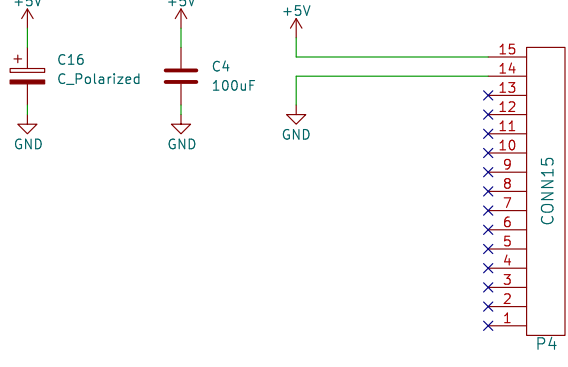 +5V
+5V
+5V
+
C16
C_Polarized
C4
100uF
GND
GND
GND
15
14
13
12
11
10
9
8
7
6
5
4
3
2
1
CONN15
P4